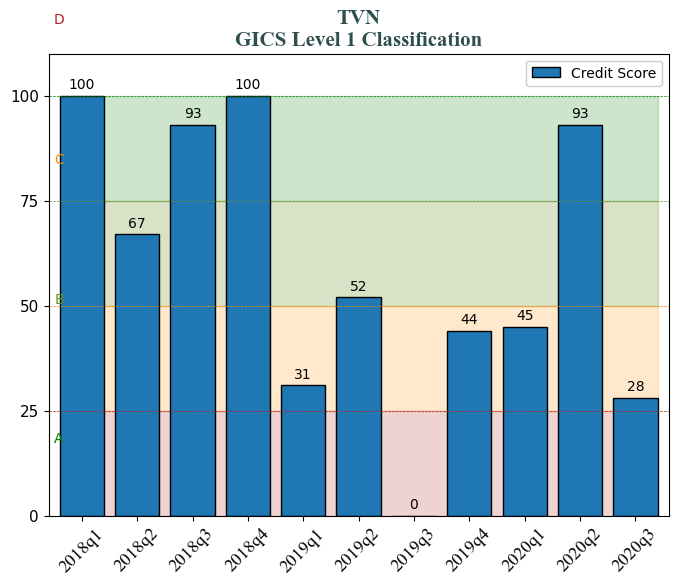 D
TVN
GICS Level 1 Classification
Credit Score
100
75
50
25
0
C
B
A
100
67
93
100
31
52
0
44
45
93
28
2018q1
2018q2
2018q3
2018q4
2019q1
2019q2
2019q3
2019q4
2020q1
2020q2
2020q3